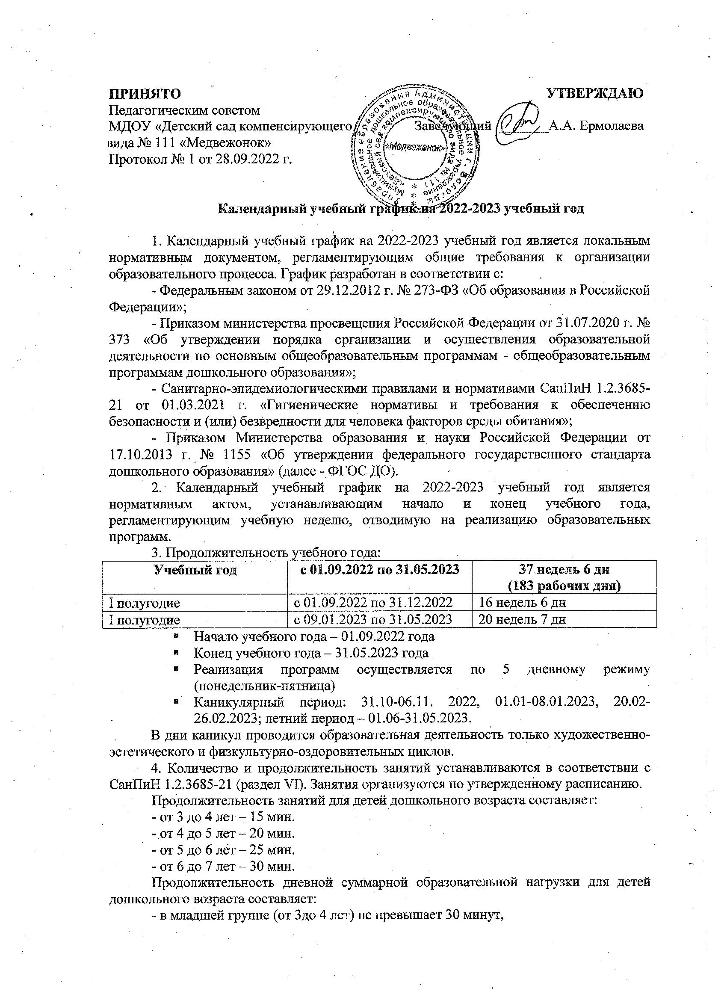 ПРИНЯТО
УТВЕРЖДАЮ
Педагогическим советом
МДОУ «Детский сад компенсирующего
Заведующий ________А.А. Ермолаева
вида № 111 «Медвежонок»
Протокол № 1 от 28.09.2022 г.
управление образования Администрации г. Вологды
Муниципальное дошкольное образовательное учреждение
«Детский сад компенсирующего вида № 111
«Медвежонок»
Календарный учебный график на 2022-2023 учебный год
1. Календарный учебный график на 2022-2023 учебный год является локальным
нормативным документом, регламентирующим общие требования к организации
образовательного процесса. График разработан в соответствии с:
- Федеральным законом от 29.12.2012 г. № 273-ФЗ «Об образовании в Российской
Федерации»;
- Приказом министерства просвещения Российской Федерации от 31.07.2020 г. №
373 «Об утверждении порядка организации и осуществления образовательной
деятельности по основным общеобразовательным программам - общеобразовательным
программам дошкольного образования»;
- Санитарно-эпидемиологическими правилами и нормативами СанПиН 1.2.3685-
21 от 01.03.2021 г. «Гигиенические нормативы и требования к обеспечению
безопасности и (или) безвредности для человека факторов среды обитания»;
- Приказом Министерства образования и науки Российской Федерации от
17.10.2013 г. № 1155 «Об утверждении федерального государственного стандарта
дошкольного образования» (далее - ФГОС ДО).
2. Календарный учебный график на 2022-2023 учебный год является
нормативным актом, устанавливающим начало и конец учебного года,
регламентирующим учебную неделю, отводимую на реализацию образовательных
программ.
3. Продолжительность учебного года:
Учебный год с 01.09.2022 по 31.05.2023 37 недель 6 дн
(183 рабочих дня)
I полугодие с 01.09.2022 по 31.12.2022 16 недель 6 дн
I полугодие с 09.01.2023 по 31.05.2023 20 недель 7 дн
▪ Начало учебного года – 01.09.2022 года
▪ Конец учебного года – 31.05.2023 года
▪ Реализация программ осуществляется по 5 дневному режиму
(понедельник-пятница)
▪ Каникулярный период: 31.10-06.11. 2022, 01.01-08.01.2023, 20.02-
26.02.2023; летний период – 01.06-31.05.2023.
В дни каникул проводится образовательная деятельность только художественно-
эстетического и физкультурно-оздоровительных циклов.
4. Количество и продолжительность занятий устанавливаются в соответствии с
СанПиН 1.2.3685-21 (раздел VI). Занятия организуются по утвержденному расписанию.
Продолжительность занятий для детей дошкольного возраста составляет:
- от 3 до 4 лет – 15 мин.
- от 4 до 5 лет – 20 мин.
- от 5 до 6 лет – 25 мин.
- от 6 до 7 лет – 30 мин.
Продолжительность дневной суммарной образовательной нагрузки для детей
дошкольного возраста составляет:
- в младшей группе (от 3до 4 лет) не превышает 30 минут,